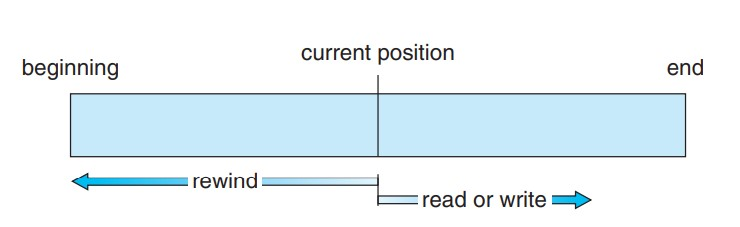 current position
beginning
end
rewind
read or write